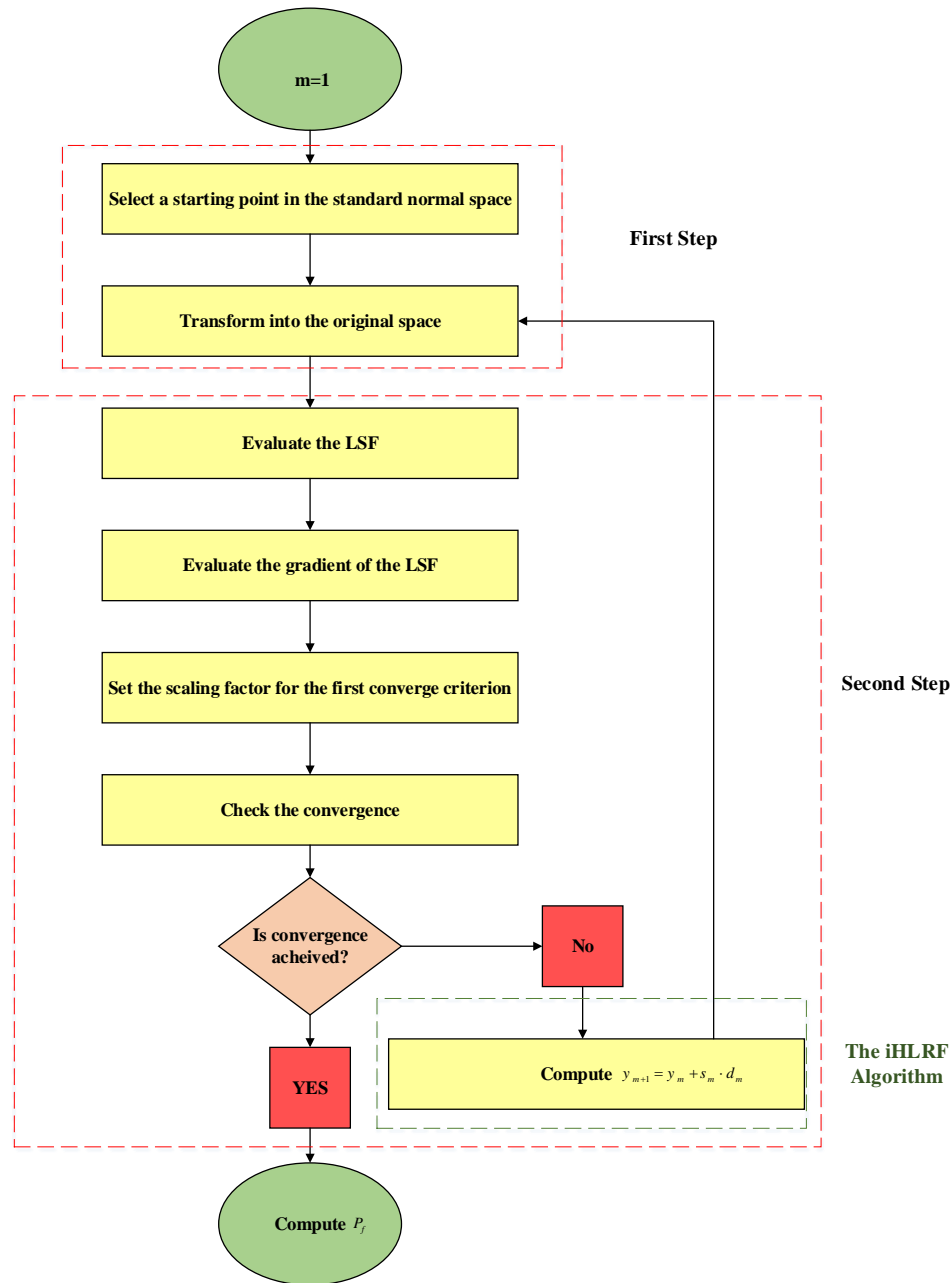 m=1
Select a starting point in the standard normal space
First Step
Transform into the original space
Evaluate the LSF
Evaluate the gradient of the LSF
Set the scaling factor for the first converge criterion
Second Step
Check the convergence
Is convergence
acheived?
No
YES
Compute y_{m+1} = y_m + s_m · d_m
The iHLRF
Algorithm
Compute P_f